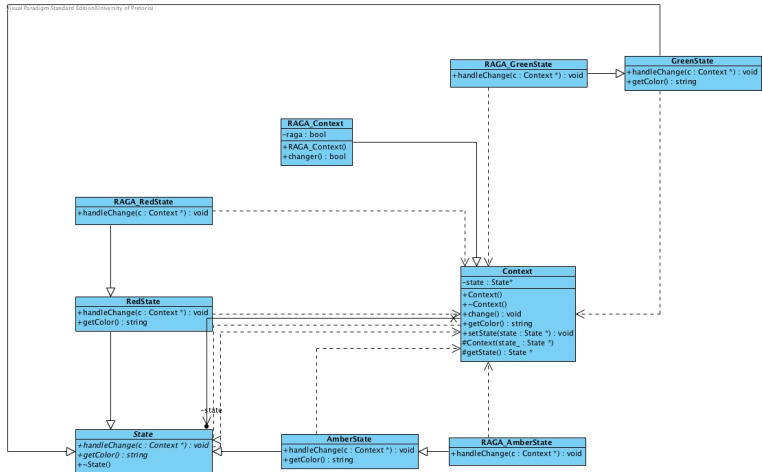 Visual Paradigm Standard Edition(University of Pretoria)
RAGA_GreenState
+handleChange(c : Context *) : void
GreenState
+handleChange(c : Context *) : void
+getColor() : string
RAGA_Context
-raga : bool
+RAGA_Context()
+changer() : bool
RAGA_RedState
+handleChange(c : Context *) : void
RedState
+handleChange(c : Context *) : void
+getColor() : string
Context
-state : State*
+Context()
+~Context()
+change() : void
+getColor() : string
+setState(state : State *) : void
#Context(state_ : State *)
#getState() : State *
-state
State
+handleChange(c : Context *) : void
+getColor() : string
+~State()
AmberState
+handleChange(c : Context *) : void
+getColor() : string
RAGA_AmberState
+handleChange(c : Context *) : void